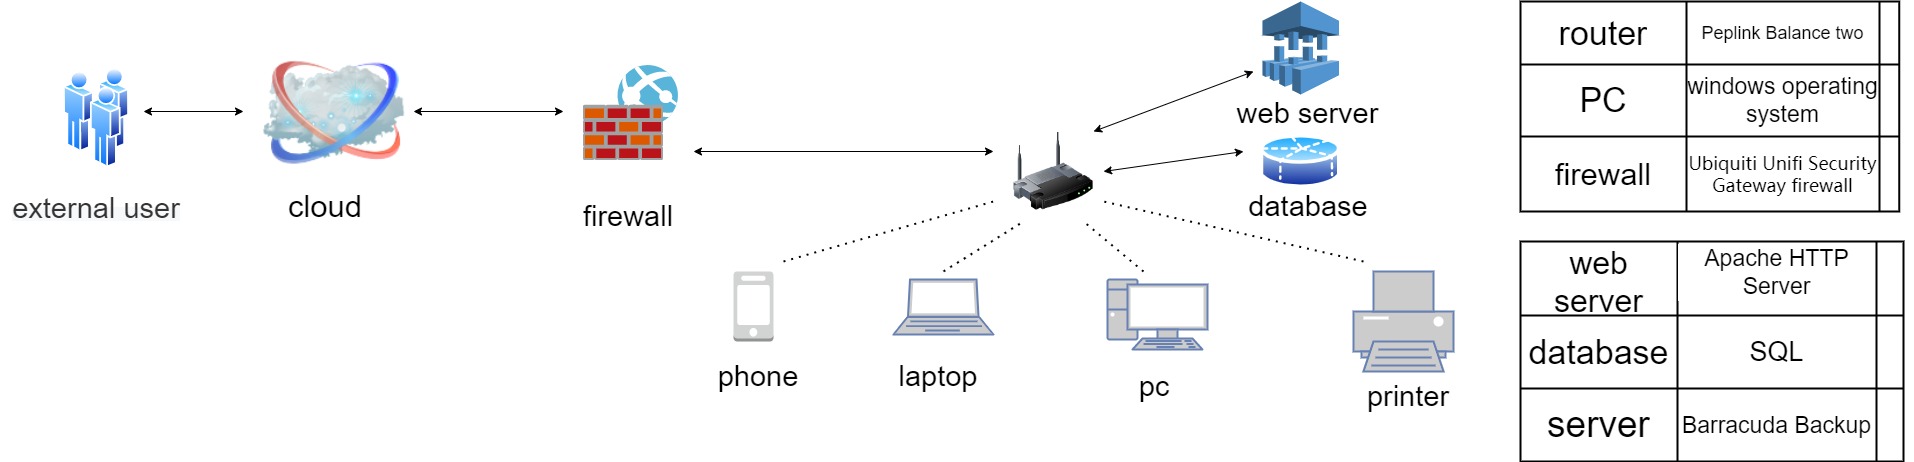 external user
cloud
firewall
web server
database
phone
laptop
pc
printer
router
Peplink Balance two
PC
windows operating
system
firewall
Ubiquiti Unifi Security
Gateway firewall
web
server
Apache HTTP
Server
database
SQL
server
Barracuda Backup